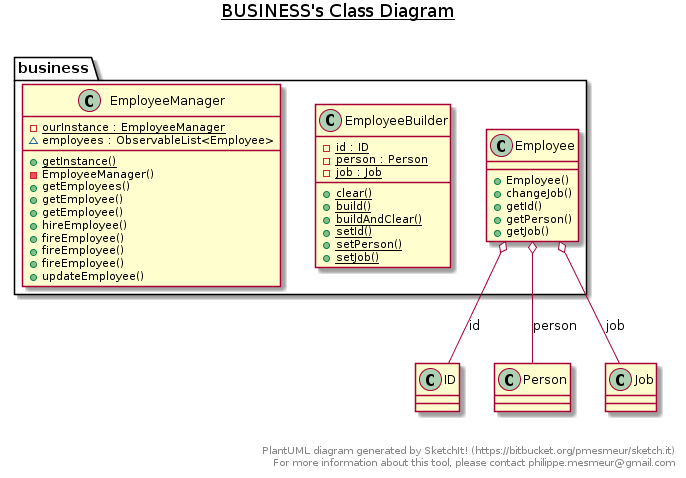 BUSINESS's Class Diagram
business
C EmployeeManager
ourInstance : EmployeeManager
employees : ObservableList<Employee>
getInstance()
EmployeeManager()
getEmployees()
getEmployee()
getEmployee()
hireEmployee()
fireEmployee()
fireEmployee()
fireEmployee()
updateEmployee()
C EmployeeBuilder
id : ID
person : Person
job : Job
clear()
build()
buildAndClear()
setId()
setPerson()
setJob()
C Employee
Employee()
changeJob()
getId()
getPerson()
getJob()
id
person
job
C ID
C Person
C Job
PlantUML diagram generated by SketchIt! (https://bitbucket.org/pmesmeur/sketch.it)
For more information about this tool, please contact philippe.mesmeur@gmail.com